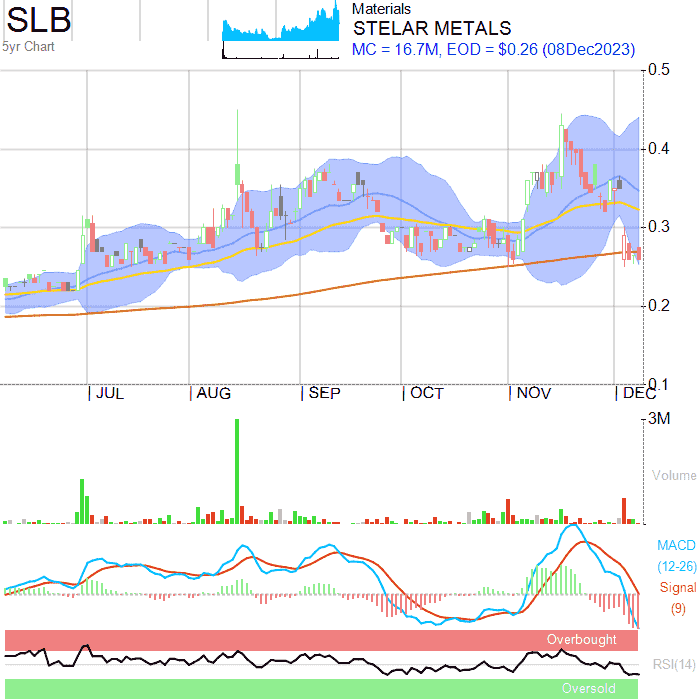 SLB
5yr Chart
Materials
STELAR METALS
MC = 16.7M, EOD = $0.26 (08Dec2023)
0.5
0.4
0.3
0.2
0.1
JUL AUG SEP OCT NOV DEC
3M
Volume
MACD
(12-26)
Signal
(9)
Overbought
RSI(14)
Oversold